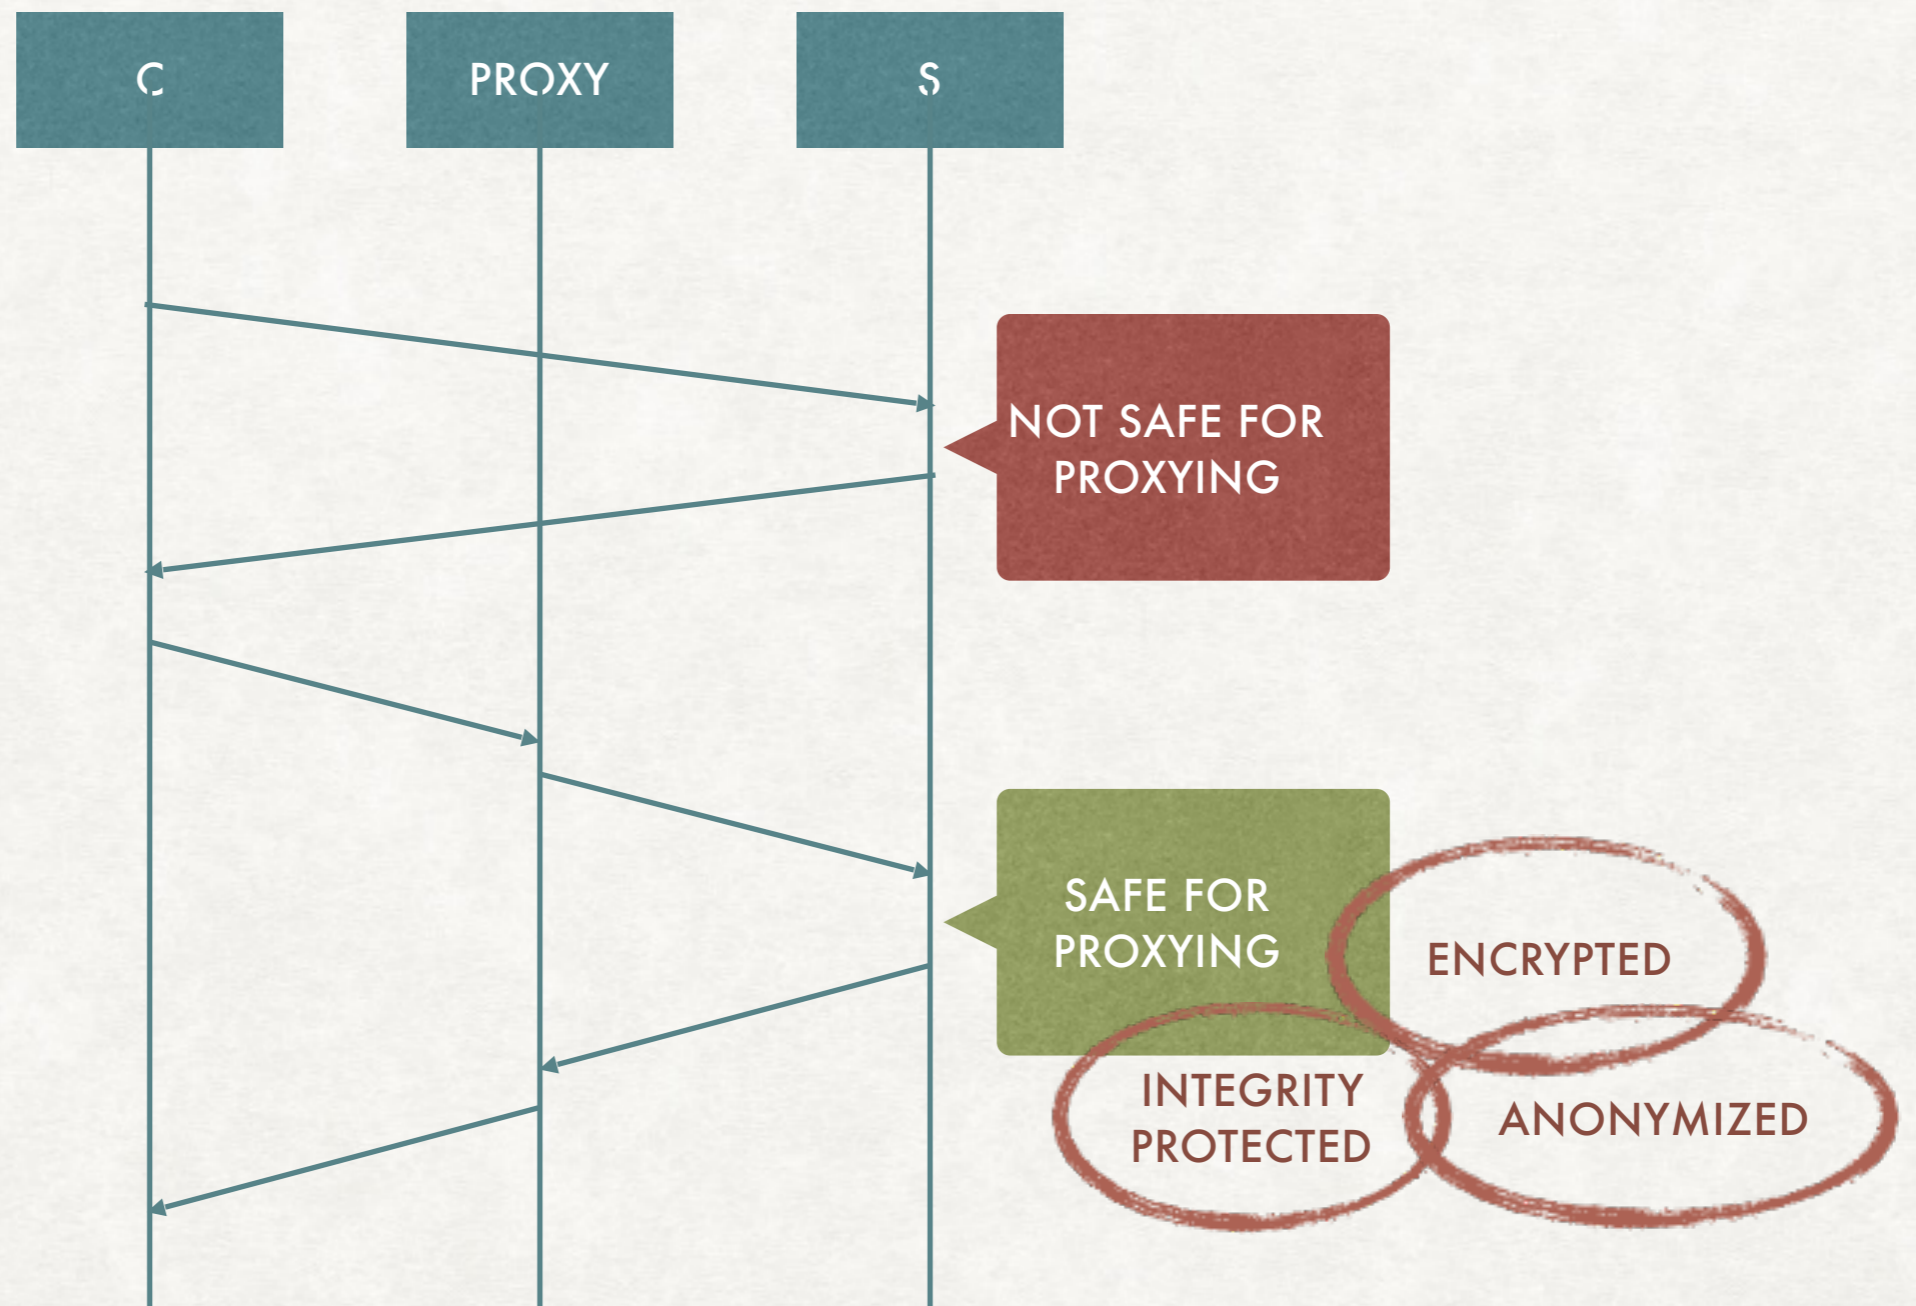 C
PROXY
S
NOT SAFE FOR
PROXYING
SAFE FOR
PROXYING
ENCRYPTED
INTEGRITY
PROTECTED
ANONYMIZED